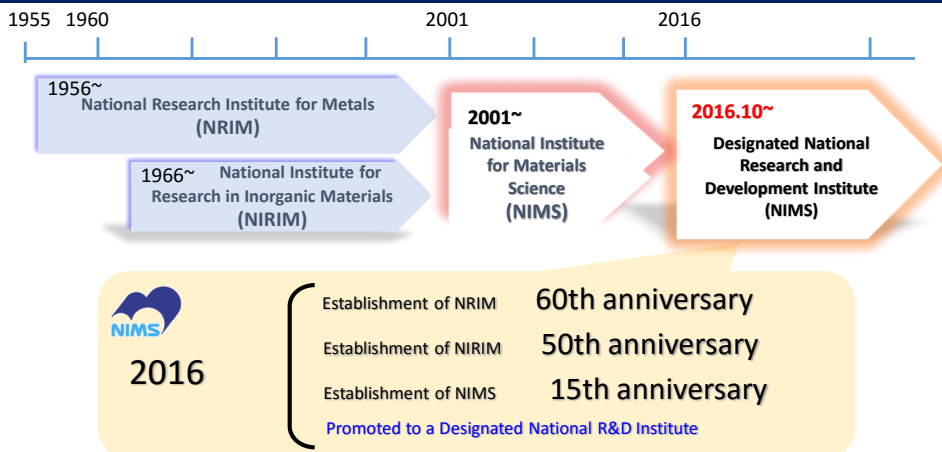 1955 1960 2001 2016
1956~
National Research Institute for Metals
(NRIM)
1966~ National Institute for
Research in Inorganic Materials
(NIRIM)
2001~
National Institute
for Materials
Science
(NIMS)
2016.10~
Designated National
Research and
Development Institute
(NIMS)
NIMS
2016
Establishment of NRIM 60th anniversary
Establishment of NIRIM 50th anniversary
Establishment of NIMS 15th anniversary
Promoted to a Designated National R&D Institute